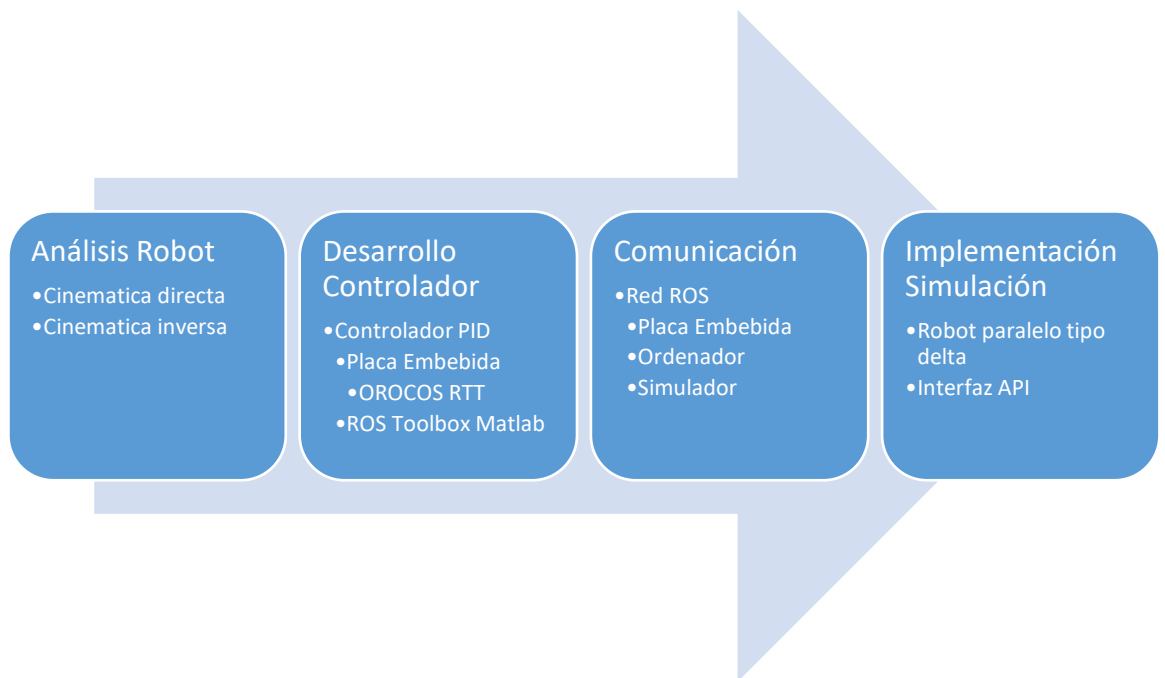 Análisis Robot
•Cinematica directa
•Cinematica inversa
Desarrollo
Controlador
•Controlador PID
•Placa Embebida
•OROCOS RTT
•ROS Toolbox Matlab
Comunicación
•Red ROS
•Placa Embebida
•Ordenador
•Simulador
Implementación
Simulación
•Robot paralelo tipo
delta
•Interfaz API